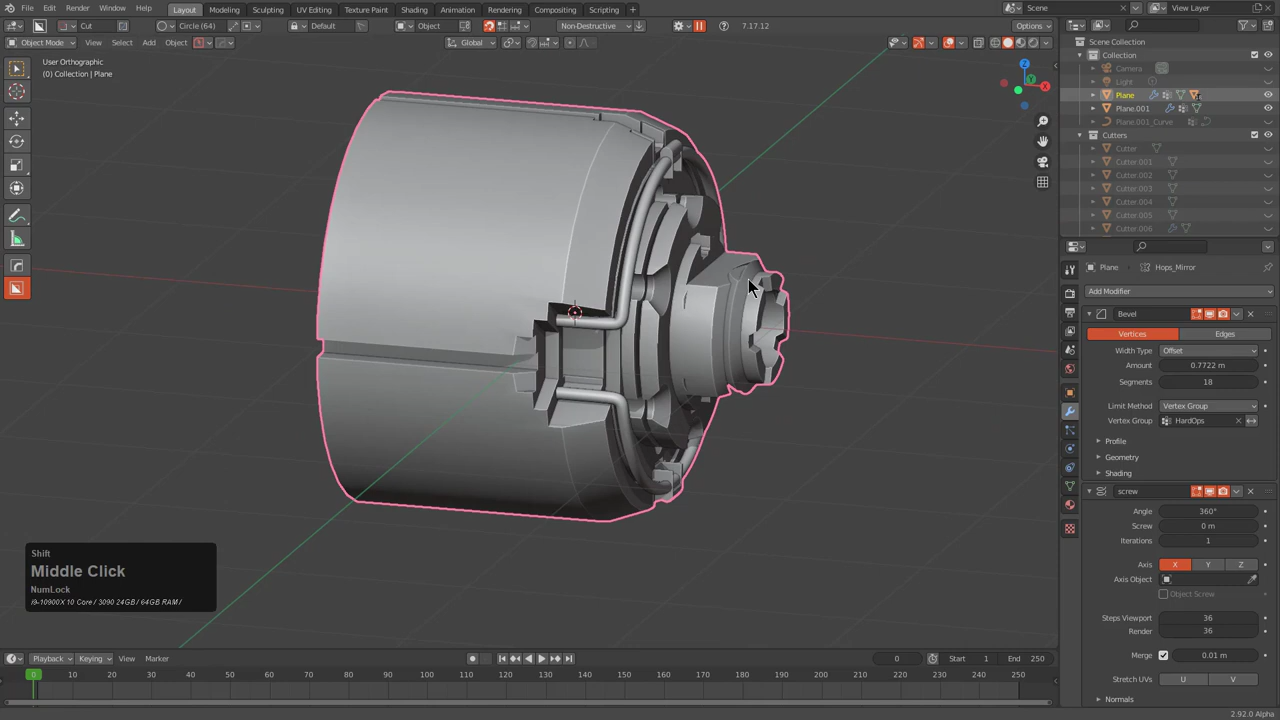 File Edit Render Window Help Layout Modeling Sculpting UV Editing Texture Paint Shading Animation Rendering Compositing Scripting + Scene View Layer
Cut Circle (64) Default Object Non-Destructive 7.17.12 Options
Object Mode View Select Add Object Global
User Orthographic
(0) Collection | Plane
Z
Y
X
Scene Collection
Collection
Camera
Light
Plane
Plane.001
Plane.001_Curve
Cutters
Cutter
Cutter.001
Cutter.002
Cutter.003
Cutter.004
Cutter.005
Cutter.006
Plane Hops_Mirror
Add Modifier
Bevel
Vertices Edges
Width Type Offset
Amount 0.7722 m
Segments 18
Limit Method Vertex Group
Vertex Group HardOps
Profile
Geometry
Shading
screw
Angle 360°
Screw 0 m
Iterations 1
Axis X Y Z
Axis Object
Object Screw
Steps Viewport 36
Render 36
Merge 0.01 m
Stretch UVs U V
Normals
Shift
Middle Click
NumLock
i9-10900X 10 Core / 3090 24GB / 64GB RAM /
Playback Keying View Marker 0 Start 1 End 250
0 10 20 30 40 50 60 70 80 90 100 110 120 130 140 150 160 170 180 190 200 210 220 230 240 250
2.92.0 Alpha